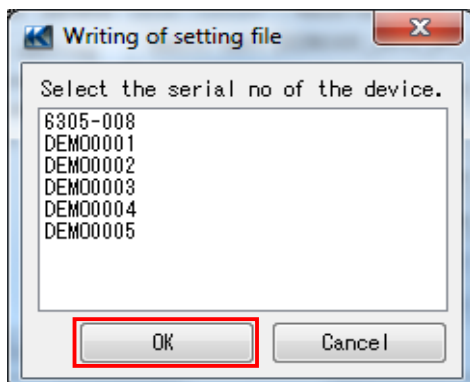 Writing of setting file
Select the serial no of the device.
6305-008
DEMO0001
DEMO0002
DEMO0003
DEMO0004
DEMO0005
OK Cancel